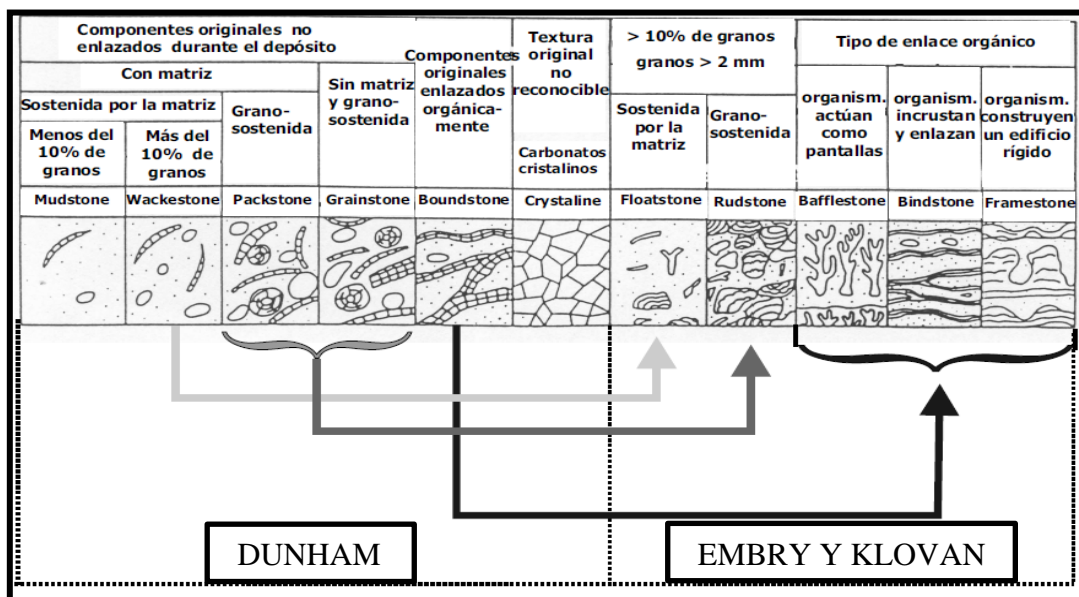 Componentes originales no
enlazados durante el depósito
Con matriz
Sostenida por la matriz
Menos del
10% de
granos
Más del
10% de
granos
Grano-
sostenida
Sin matriz
y grano-
sostenida
Componentes
originales
enlazados
orgánica-
mente
Textura
original
no
reconocible
Carbonatos
cristalinos
> 10% de granos
granos > 2 mm
Sostenida
por la
matriz
Grano-
sostenida
Tipo de enlace orgánico
organism.
actúan
como
pantallas
organism.
incrustan
y enlazan
organism.
construyen
un edificio
rígido
Mudstone Wackestone Packstone Grainstone Boundstone Crystaline Floatstone Rudstone Bafflestone Bindstone Framestone
DUNHAM
EMBRY Y KLOVAN